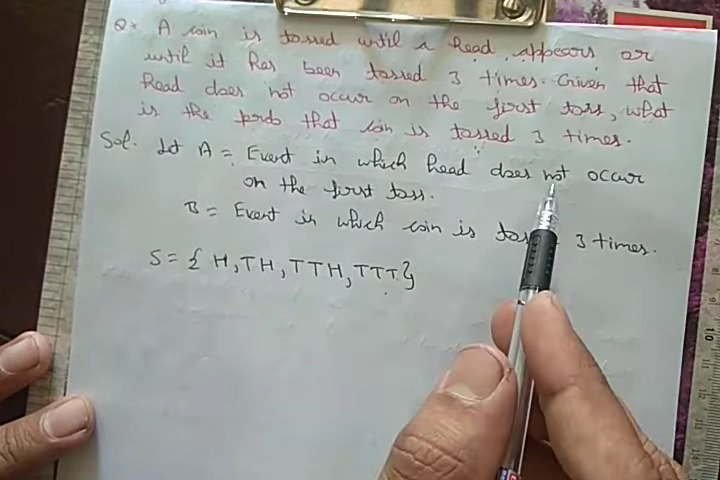 Q. A coin is tossed until a head appears or
until it has been tossed 3 times. Given that
head does not occur on the first toss, what
is the prob that coin is tossed 3 times.
Sol. Let A = Event in which head does not occur
on the first toss.
B = Event in which coin is 3 times.
S = { H, TH, TTH, TTT}
10